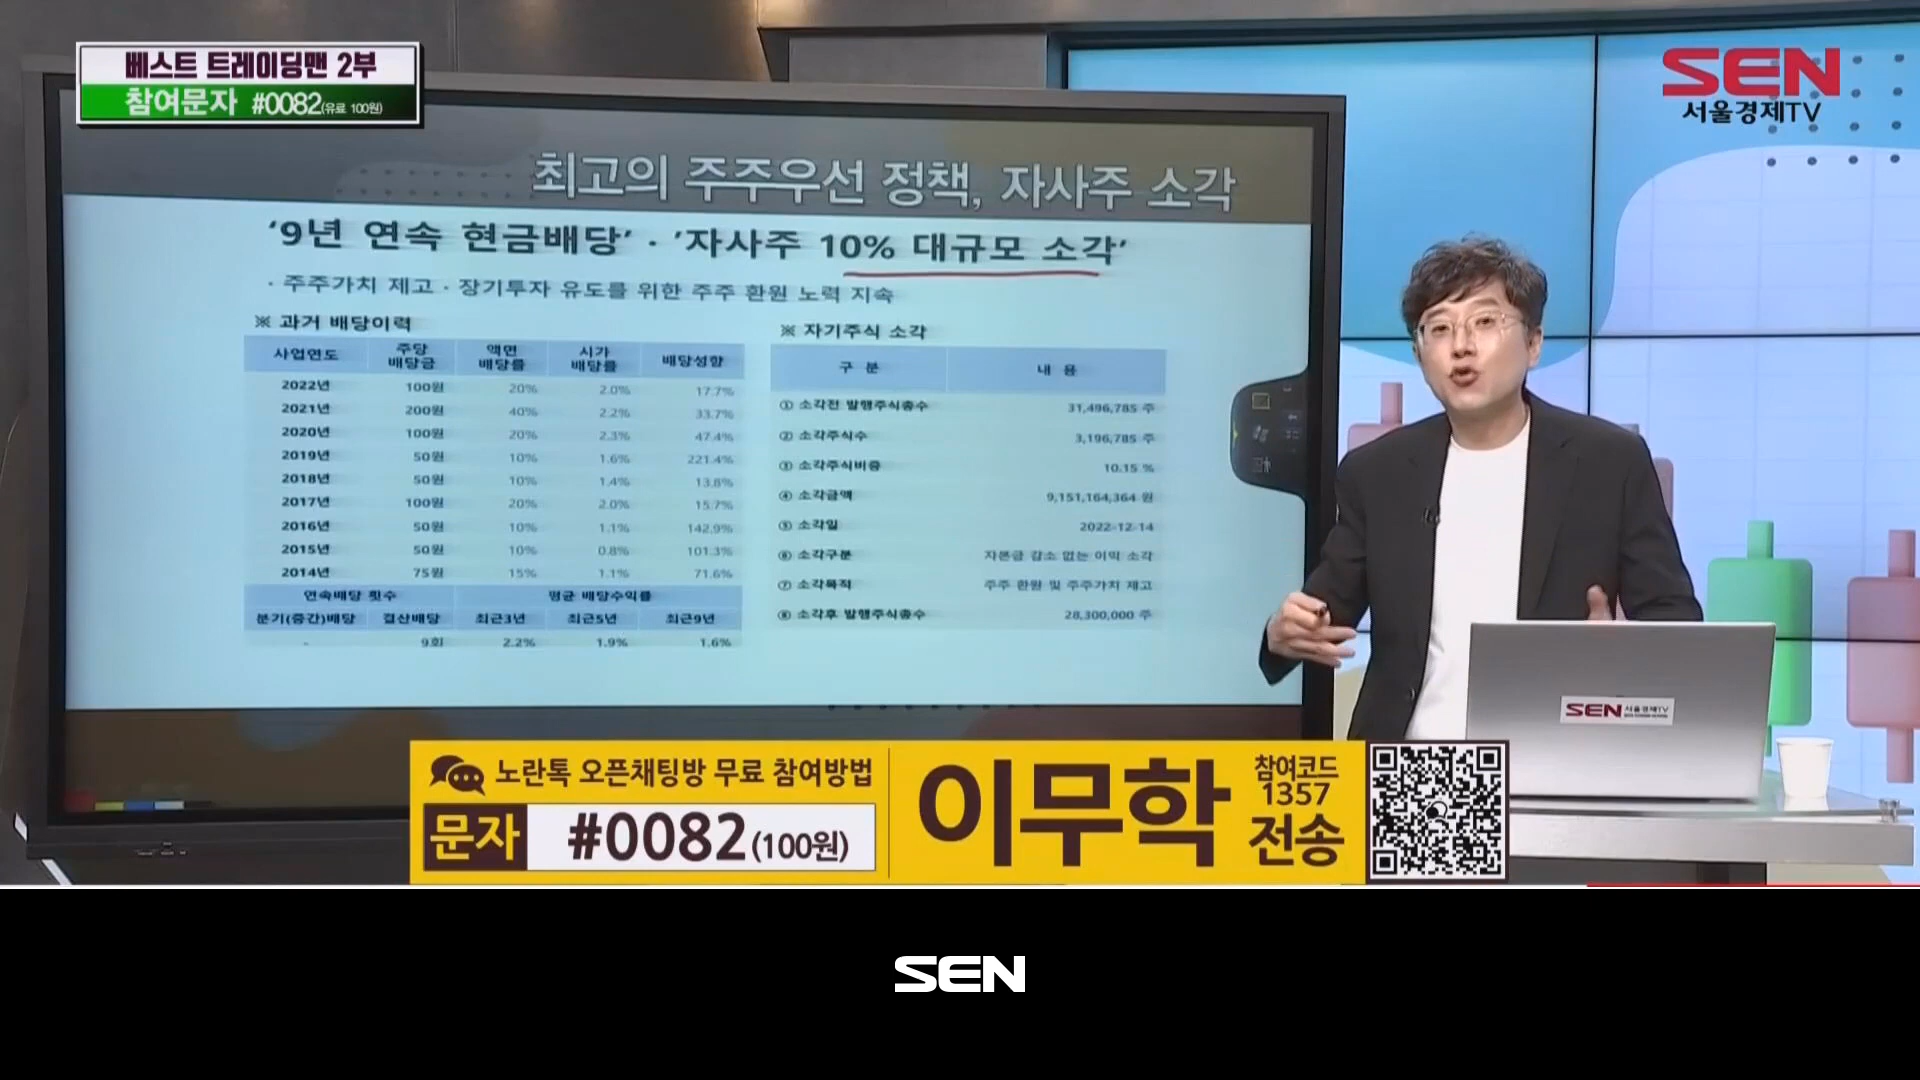 베스트 트레이딩맨 2부
참여문자 #0082(유료 100원)
SEN
서울경제TV
최고의 주주우선 정책, 자사주 소각
‘9년 연속 현금배당’ · ’자사주 10% 대규모 소각’
· 주주가치 제고 · 장기투자 유도를 위한 주주 환원 노력 지속
※ 과거 배당이력
사업연도 주당 배당금 액면 배당률 시가 배당률 배당성향
2022년 100원 20% 2.0% 17.7%
2021년 200원 40% 2.2% 33.7%
2020년 100원 20% 2.3% 47.4%
2019년 50원 10% 1.6% 221.4%
2018년 50원 10% 1.4% 13.8%
2017년 100원 20% 2.0% 15.7%
2016년 50원 10% 1.1% 142.9%
2015년 50원 10% 0.8% 101.3%
2014년 75원 15% 1.1% 71.6%
연속배당 횟수 평균 배당수익률
분기(중간)배당 결산배당 최근3년 최근5년 최근9년
- 9회 2.2% 1.9% 1.6%
※ 자기주식 소각
구 분 내 용
① 소각전 발행주식총수 31,496,785 주
② 소각주식수 3,196,785 주
③ 소각주식비중 10.15 %
④ 소각금액 9,151,164,364 원
⑤ 소각일 2022-12-14
⑥ 소각구분 자본금 감소 없는 이익 소각
⑦ 소각목적 주주 환원 및 주주가치 제고
⑧ 소각후 발행주식총수 28,300,000 주
SEN 서울경제TV
노란톡 오픈채팅방 무료 참여방법
문자 #0082(100원)
이무학
참여코드
1357
전송
SEN